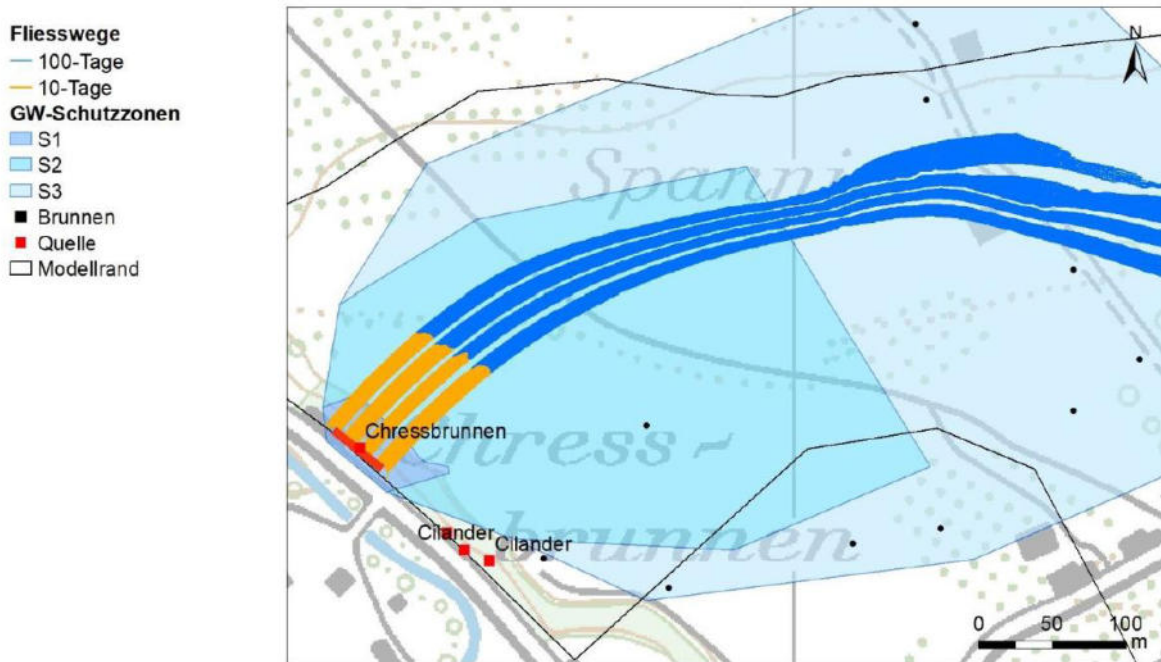 Fliesswege
100-Tage
10-Tage
GW-Schutzzonen
S1
S2
S3
Brunnen
Quelle
Modellrand
N
Spanni
Chressbrunnen
Chress-
brunnen
Cilander
Cilander
0 50 100
m